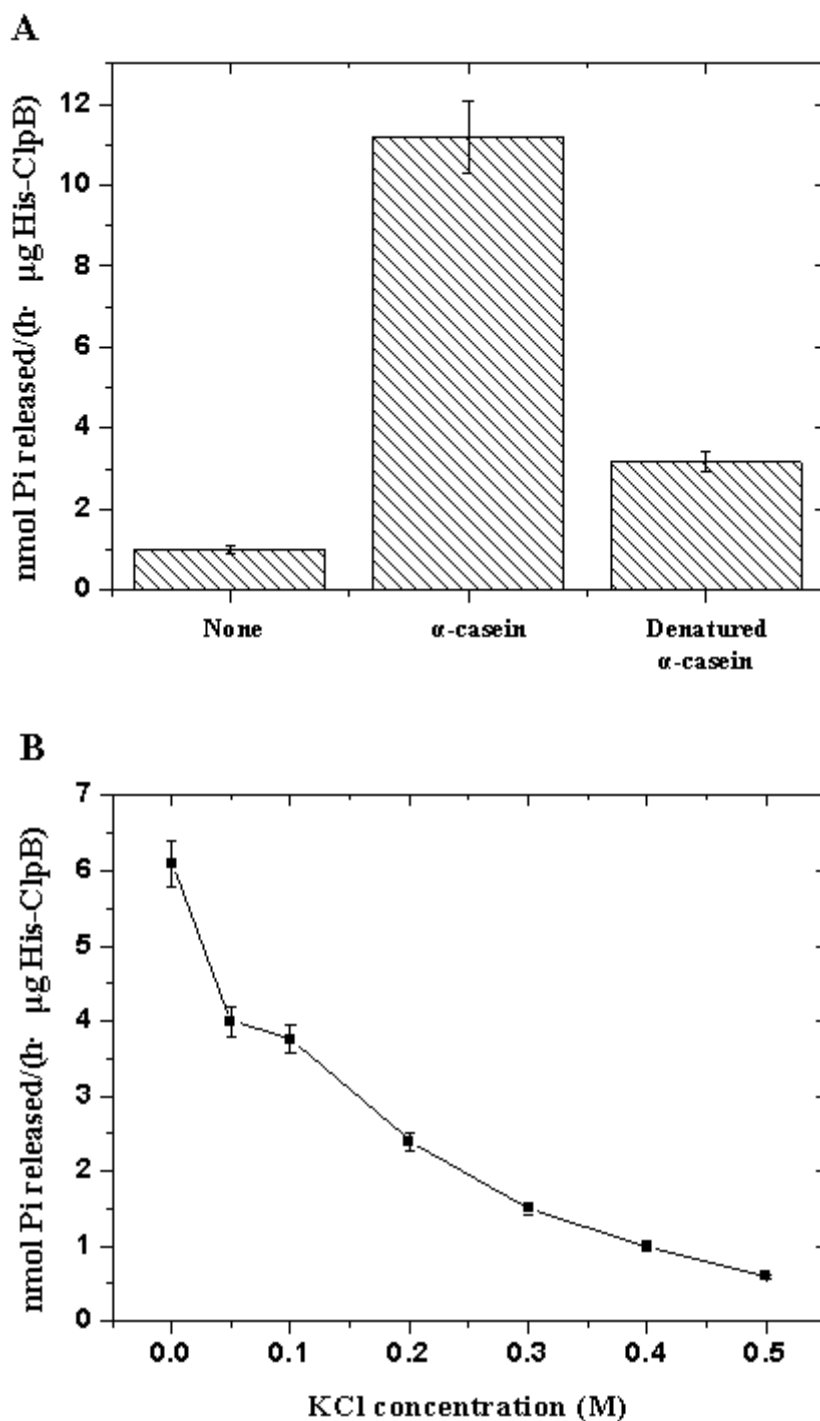 A
nmol Pi released/(h· µg His-ClpB)
12
10
8
6
4
2
0
None α-casein Denatured
α-casein
B
nmol Pi released/(h· µg His-ClpB)
7
6
5
4
3
2
1
0
0.0 0.1 0.2 0.3 0.4 0.5
KCl concentration (M)